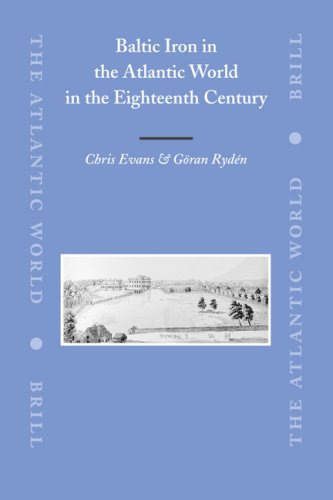 Baltic Iron in
the Atlantic World
in the Eighteenth Century
Chris Evans & Göran Rydén
THE ATLANTIC WORLD • BRILL
THE ATLANTIC WORLD • BRILL